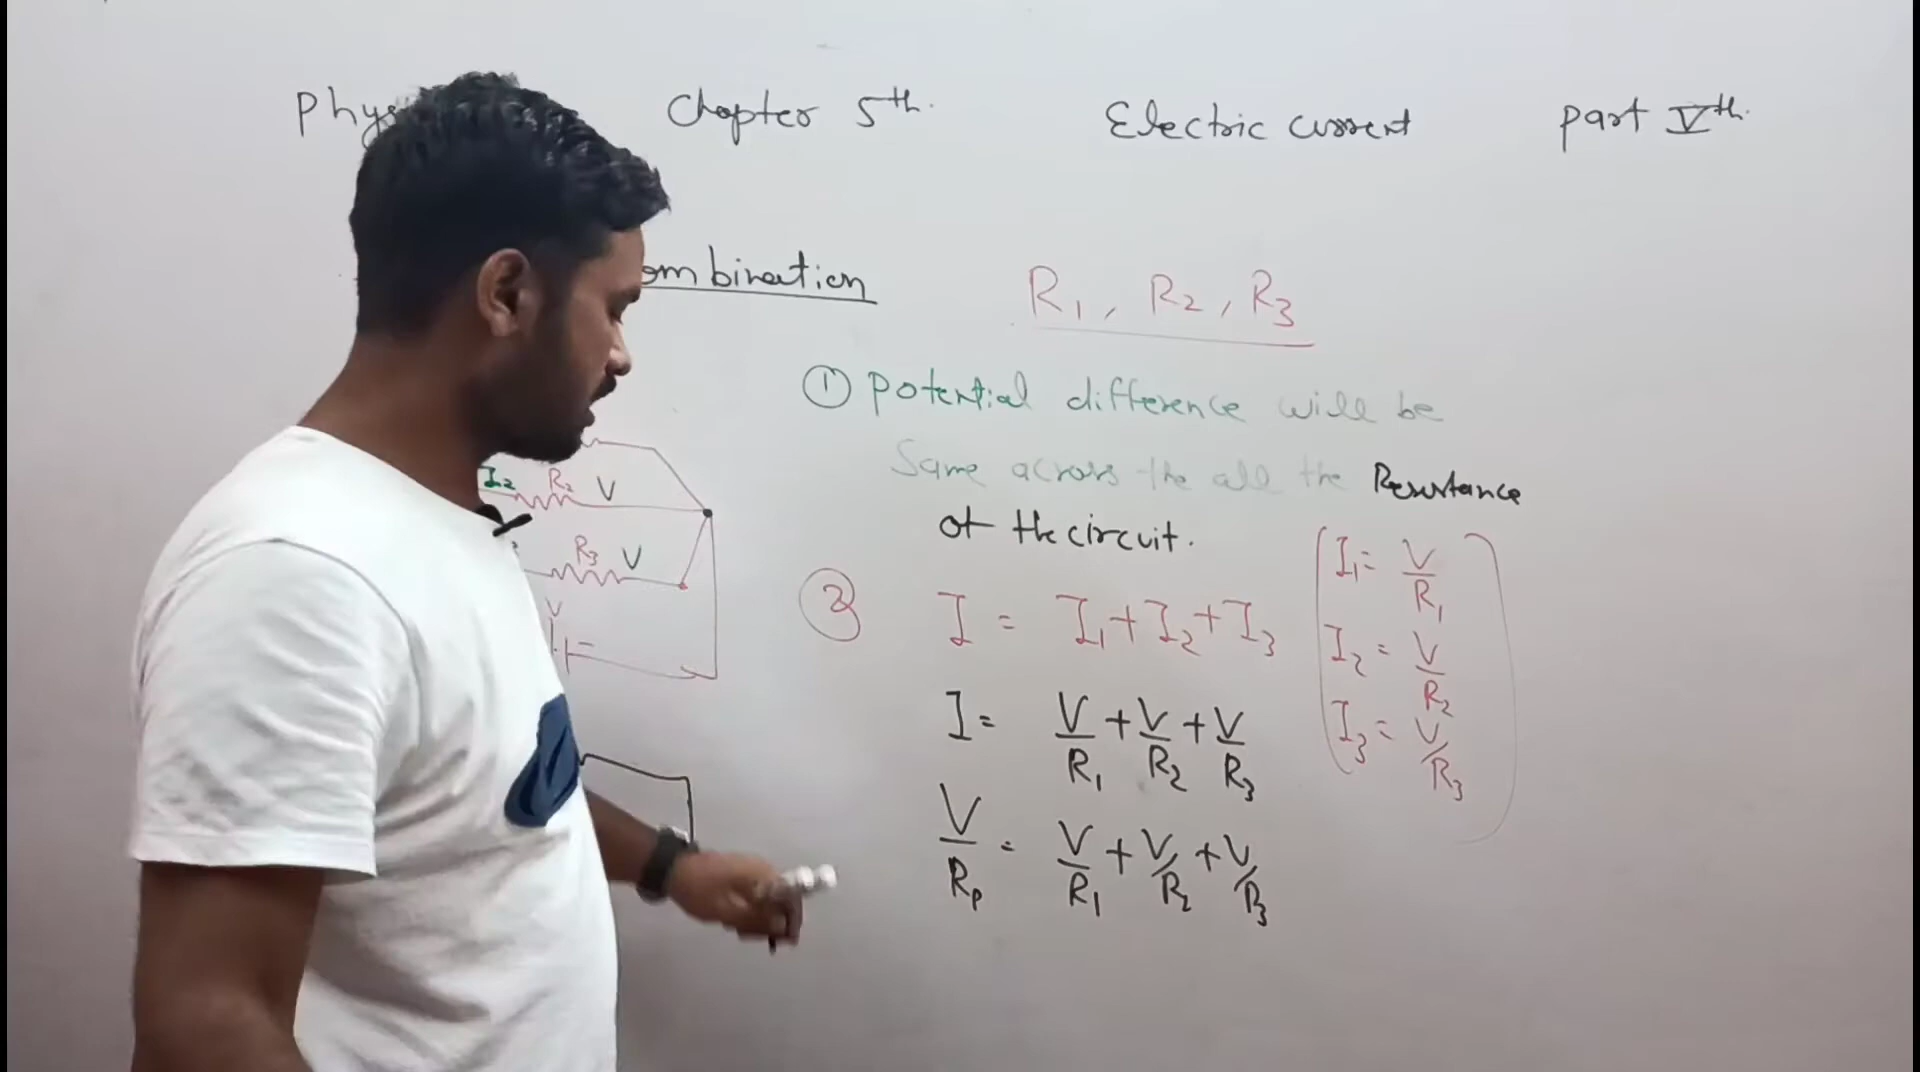 Chapter 5th. Electric current part Vth.
R1, R2, R3
① Potential difference will be
Same across the all the Resistance
of the circuit.
I2 R2 V
R3 V
V
② I = I1+I2+I3
I = V/R1 + V/R2 + V/R3
V/Rp = V/R1 + V/R2 + V/R3
I1 = V/R1
I2 = V/R2
I3 = V/R3